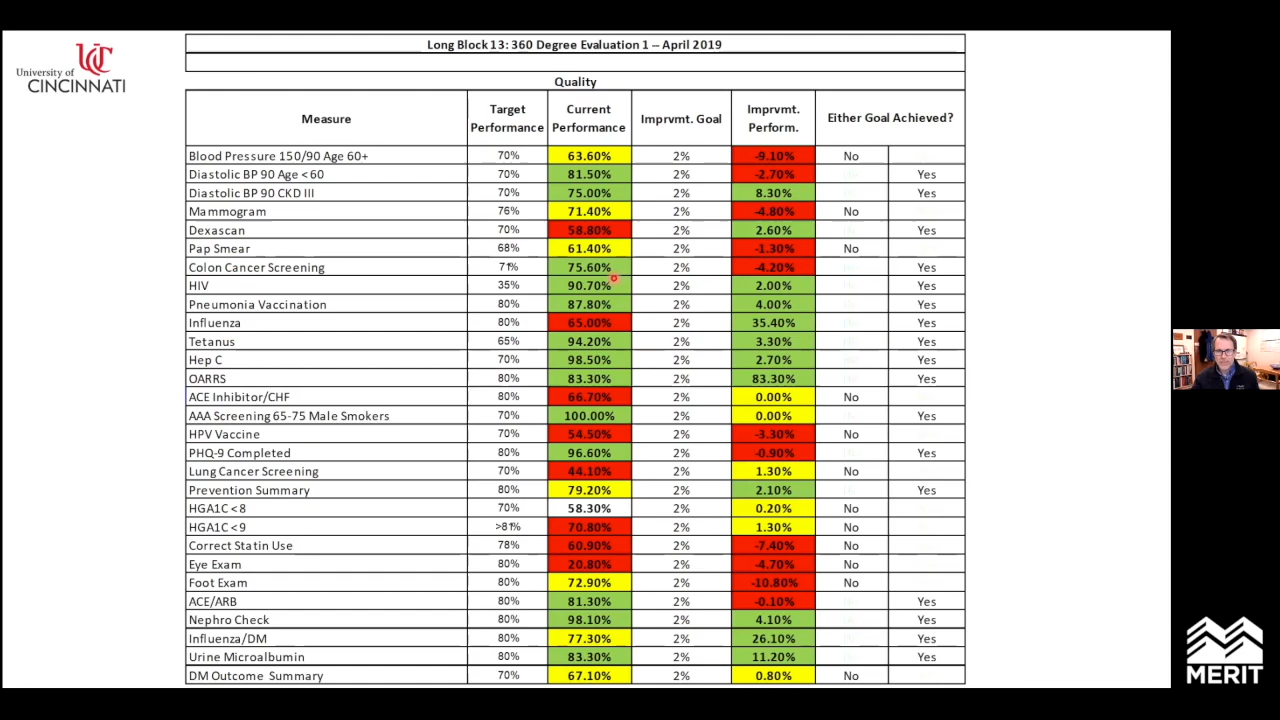 Long Block 13: 360 Degree Evaluation 1 – April 2019
University of
CINCINNATI
Quality
Measure Target Performance Current Performance Imprvmt. Goal Imprvmt. Perform. Either Goal Achieved?
Blood Pressure 150/90 Age 60+ 70% 63.60% 2% -9.10% No
Diastolic BP 90 Age <60 70% 81.50% 2% -2.70% Yes
Diastolic BP 90 CKD III 70% 75.00% 2% 8.30% Yes
Mammogram 76% 71.40% 2% -4.80% No
Dexascan 70% 58.80% 2% 2.60% Yes
Pap Smear 68% 61.40% 2% -1.30% No
Colon Cancer Screening 71% 75.60% 2% -4.20% Yes
HIV 35% 90.70% 2% 2.00% Yes
Pneumonia Vaccination 80% 87.80% 2% 4.00% Yes
Influenza 80% 65.00% 2% 35.40% Yes
Tetanus 65% 94.20% 2% 3.30% Yes
Hep C 70% 98.50% 2% 2.70% Yes
OARRS 80% 83.30% 2% 83.30% Yes
ACE Inhibitor/CHF 80% 66.70% 2% 0.00% No
AAA Screening 65-75 Male Smokers 70% 100.00% 2% 0.00% Yes
HPV Vaccine 70% 54.50% 2% -3.30% No
PHQ-9 Completed 80% 96.60% 2% -0.90% Yes
Lung Cancer Screening 70% 44.10% 2% 1.30% No
Prevention Summary 80% 79.20% 2% 2.10% Yes
HGA1C <8 70% 58.30% 2% 0.20% No
HGA1C <9 >81% 70.80% 2% 1.30% No
Correct Statin Use 78% 60.90% 2% -7.40% No
Eye Exam 80% 20.80% 2% -4.70% No
Foot Exam 80% 72.90% 2% -10.80% No
ACE/ARB 80% 81.30% 2% -0.10% Yes
Nephro Check 80% 98.10% 2% 4.10% Yes
Influenza/DM 80% 77.30% 2% 26.10% Yes
Urine Microalbumin 80% 83.30% 2% 11.20% Yes
DM Outcome Summary 70% 67.10% 2% 0.80% No
MERIT